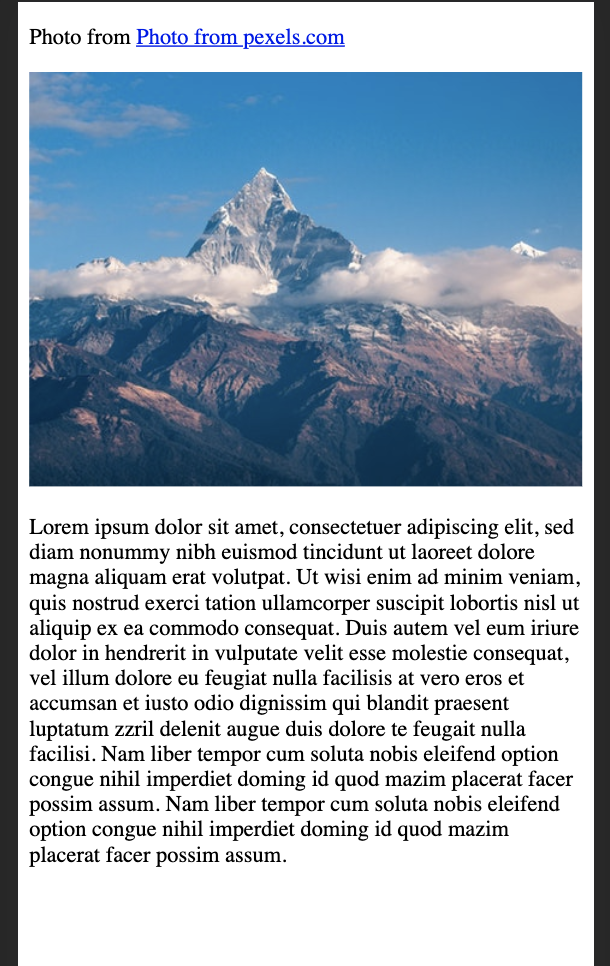 Photo from Photo from pexels.com
Lorem ipsum dolor sit amet, consectetuer adipiscing elit, sed
diam nonummy nibh euismod tincidunt ut laoreet dolore
magna aliquam erat volutpat. Ut wisi enim ad minim veniam,
quis nostrud exerci tation ullamcorper suscipit lobortis nisl ut
aliquip ex ea commodo consequat. Duis autem vel eum iriure
dolor in hendrerit in vulputate velit esse molestie consequat,
vel illum dolore eu feugiat nulla facilisis at vero eros et
accumsan et iusto odio dignissim qui blandit praesent
luptatum zzril delenit augue duis dolore te feugait nulla
facilisi. Nam liber tempor cum soluta nobis eleifend option
congue nihil imperdiet doming id quod mazim placerat facer
possim assum. Nam liber tempor cum soluta nobis eleifend
option congue nihil imperdiet doming id quod mazim
placerat facer possim assum.